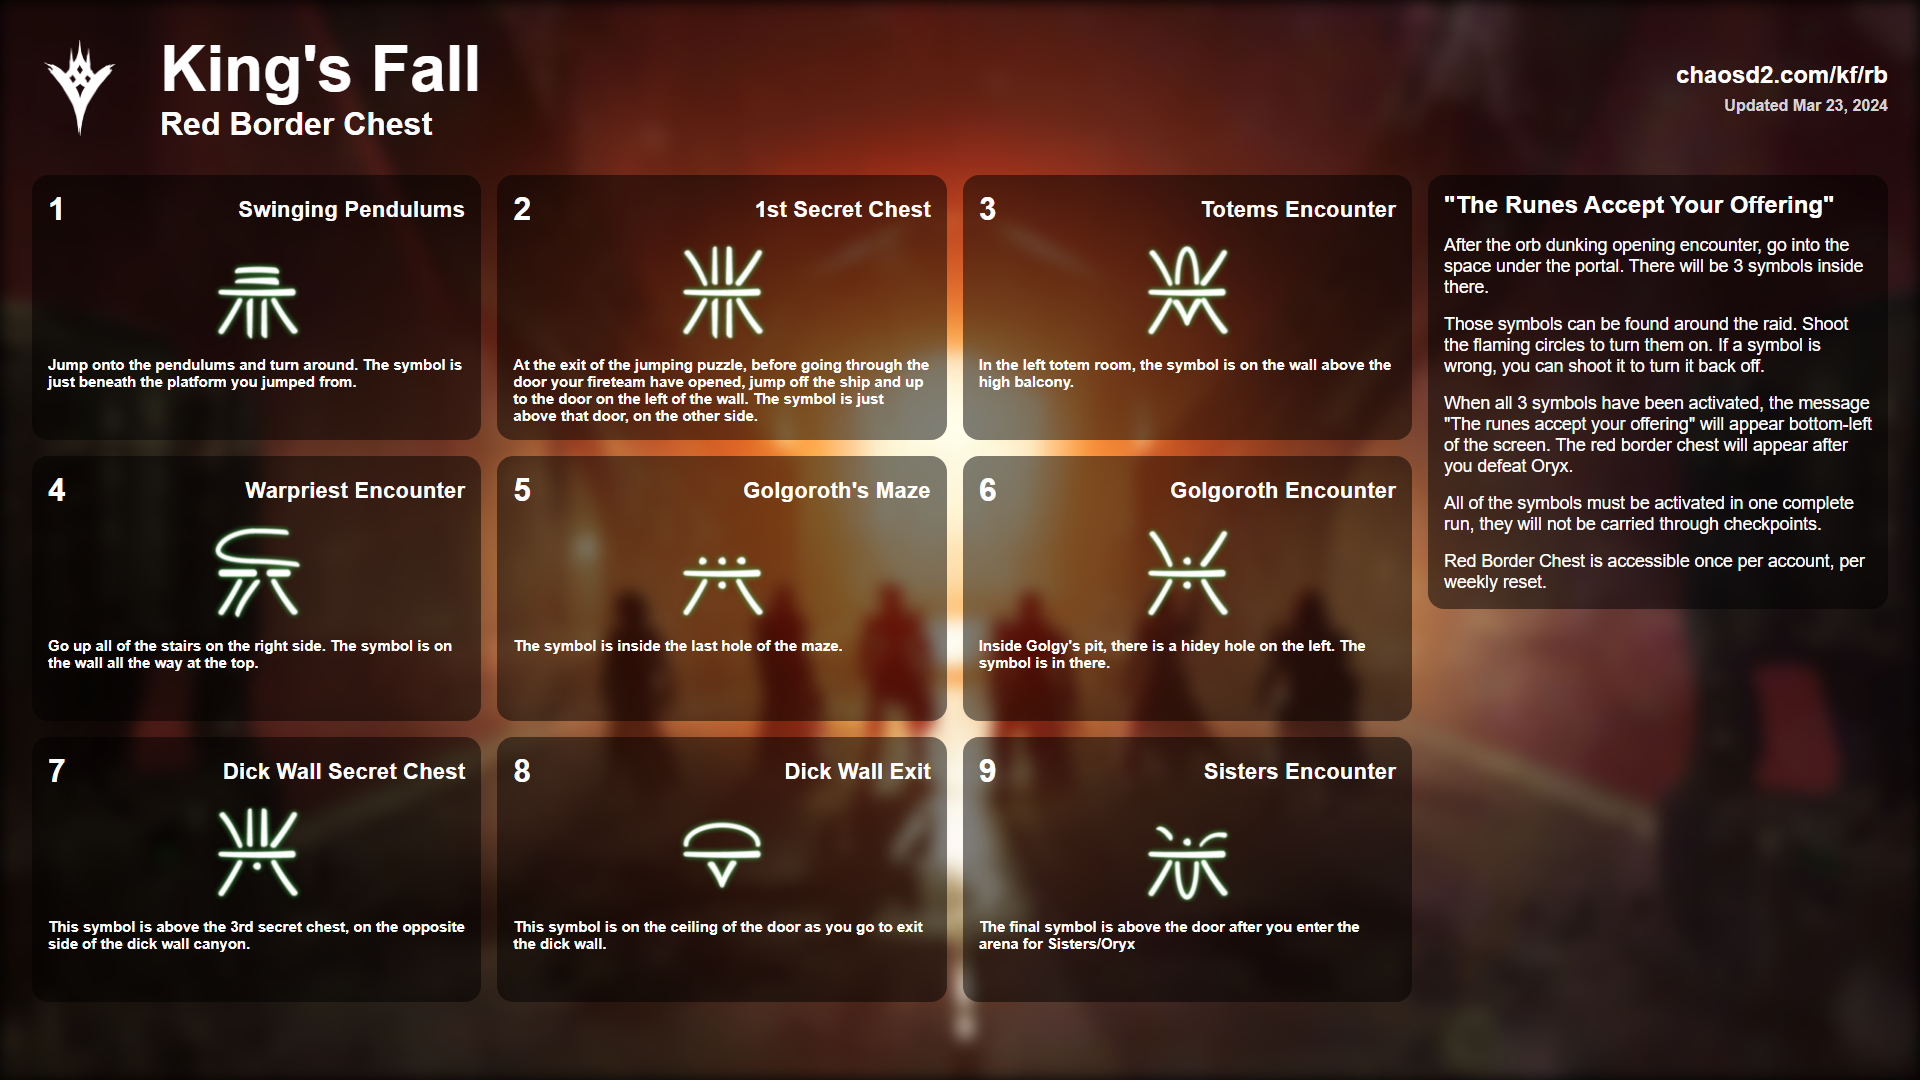 King's Fall
Red Border Chest
chaosd2.com/kf/rb
Updated Mar 23, 2024
1
Swinging Pendulums
Jump onto the pendulums and turn around. The symbol is
just beneath the platform you jumped from.
2
1st Secret Chest
At the exit of the jumping puzzle, before going through the
door your fireteam have opened, jump off the ship and up
to the door on the left of the wall. The symbol is just
above that door, on the other side.
3
Totems Encounter
In the left totem room, the symbol is on the wall above the
high balcony.
4
Warpriest Encounter
Go up all of the stairs on the right side. The symbol is on
the wall all the way at the top.
5
Golgoroth's Maze
The symbol is inside the last hole of the maze.
6
Golgoroth Encounter
Inside Golgy's pit, there is a hidey hole on the left. The
symbol is in there.
7
Dick Wall Secret Chest
This symbol is above the 3rd secret chest, on the opposite
side of the dick wall canyon.
8
Dick Wall Exit
This symbol is on the ceiling of the door as you go to exit
the dick wall.
9
Sisters Encounter
The final symbol is above the door after you enter the
arena for Sisters/Oryx
"The Runes Accept Your Offering"
After the orb dunking opening encounter, go into the
space under the portal. There will be 3 symbols inside
there.
Those symbols can be found around the raid. Shoot
the flaming circles to turn them on. If a symbol is
wrong, you can shoot it to turn it back off.
When all 3 symbols have been activated, the message
"The runes accept your offering" will appear bottom-left
of the screen. The red border chest will appear after
you defeat Oryx.
All of the symbols must be activated in one complete
run, they will not be carried through checkpoints.
Red Border Chest is accessible once per account, per
weekly reset.